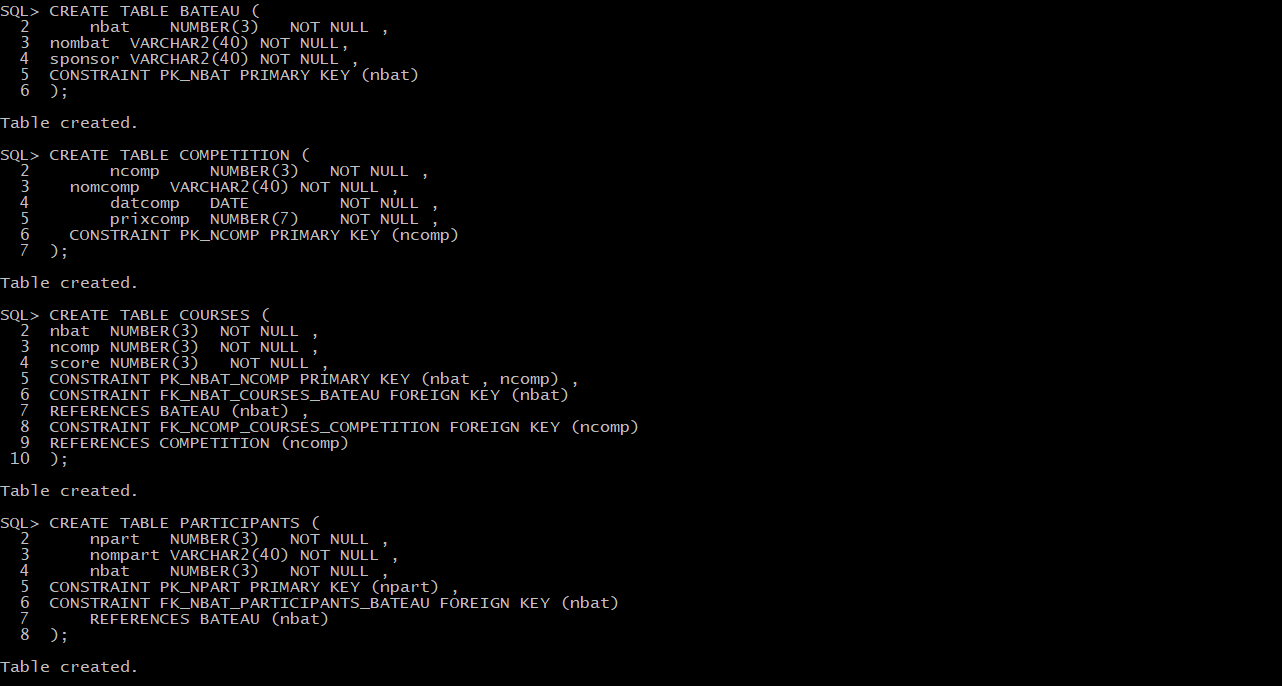 SQL> CREATE TABLE BATEAU (
  2      nbat    NUMBER(3)   NOT NULL ,
  3  nombat  VARCHAR2(40) NOT NULL,
  4  sponsor VARCHAR2(40) NOT NULL ,
  5  CONSTRAINT PK_NBAT PRIMARY KEY (nbat)
  6  );
Table created.
SQL> CREATE TABLE COMPETITION (
  2        ncomp     NUMBER(3)   NOT NULL ,
  3    nomcomp   VARCHAR2(40) NOT NULL ,
  4        datcomp   DATE         NOT NULL ,
  5        prixcomp  NUMBER(7)    NOT NULL ,
  6    CONSTRAINT PK_NCOMP PRIMARY KEY (ncomp)
  7  );
Table created.
SQL> CREATE TABLE COURSES (
  2  nbat  NUMBER(3)  NOT NULL ,
  3  ncomp NUMBER(3)  NOT NULL ,
  4  score NUMBER(3)   NOT NULL ,
  5  CONSTRAINT PK_NBAT_NCOMP PRIMARY KEY (nbat , ncomp) ,
  6  CONSTRAINT FK_NBAT_COURSES_BATEAU FOREIGN KEY (nbat)
  7  REFERENCES BATEAU (nbat) ,
  8  CONSTRAINT FK_NCOMP_COURSES_COMPETITION FOREIGN KEY (ncomp)
  9  REFERENCES COMPETITION (ncomp)
 10  );
Table created.
SQL> CREATE TABLE PARTICIPANTS (
  2      npart   NUMBER(3)   NOT NULL ,
  3      nompart VARCHAR2(40) NOT NULL ,
  4      nbat    NUMBER(3)   NOT NULL ,
  5  CONSTRAINT PK_NPART PRIMARY KEY (npart) ,
  6  CONSTRAINT FK_NBAT_PARTICIPANTS_BATEAU FOREIGN KEY (nbat)
  7      REFERENCES BATEAU (nbat)
  8  );
Table created.